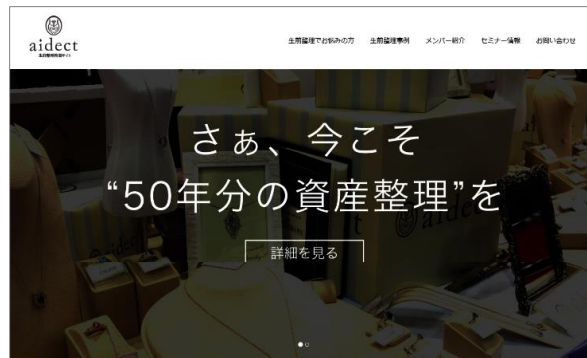 aidect
生前整理でお悩みの方
生前整理事例
メンバー紹介
セミナー情報
お問い合わせ
さぁ、今こそ
“50年分の資産整理”を
詳細を見る
aidect